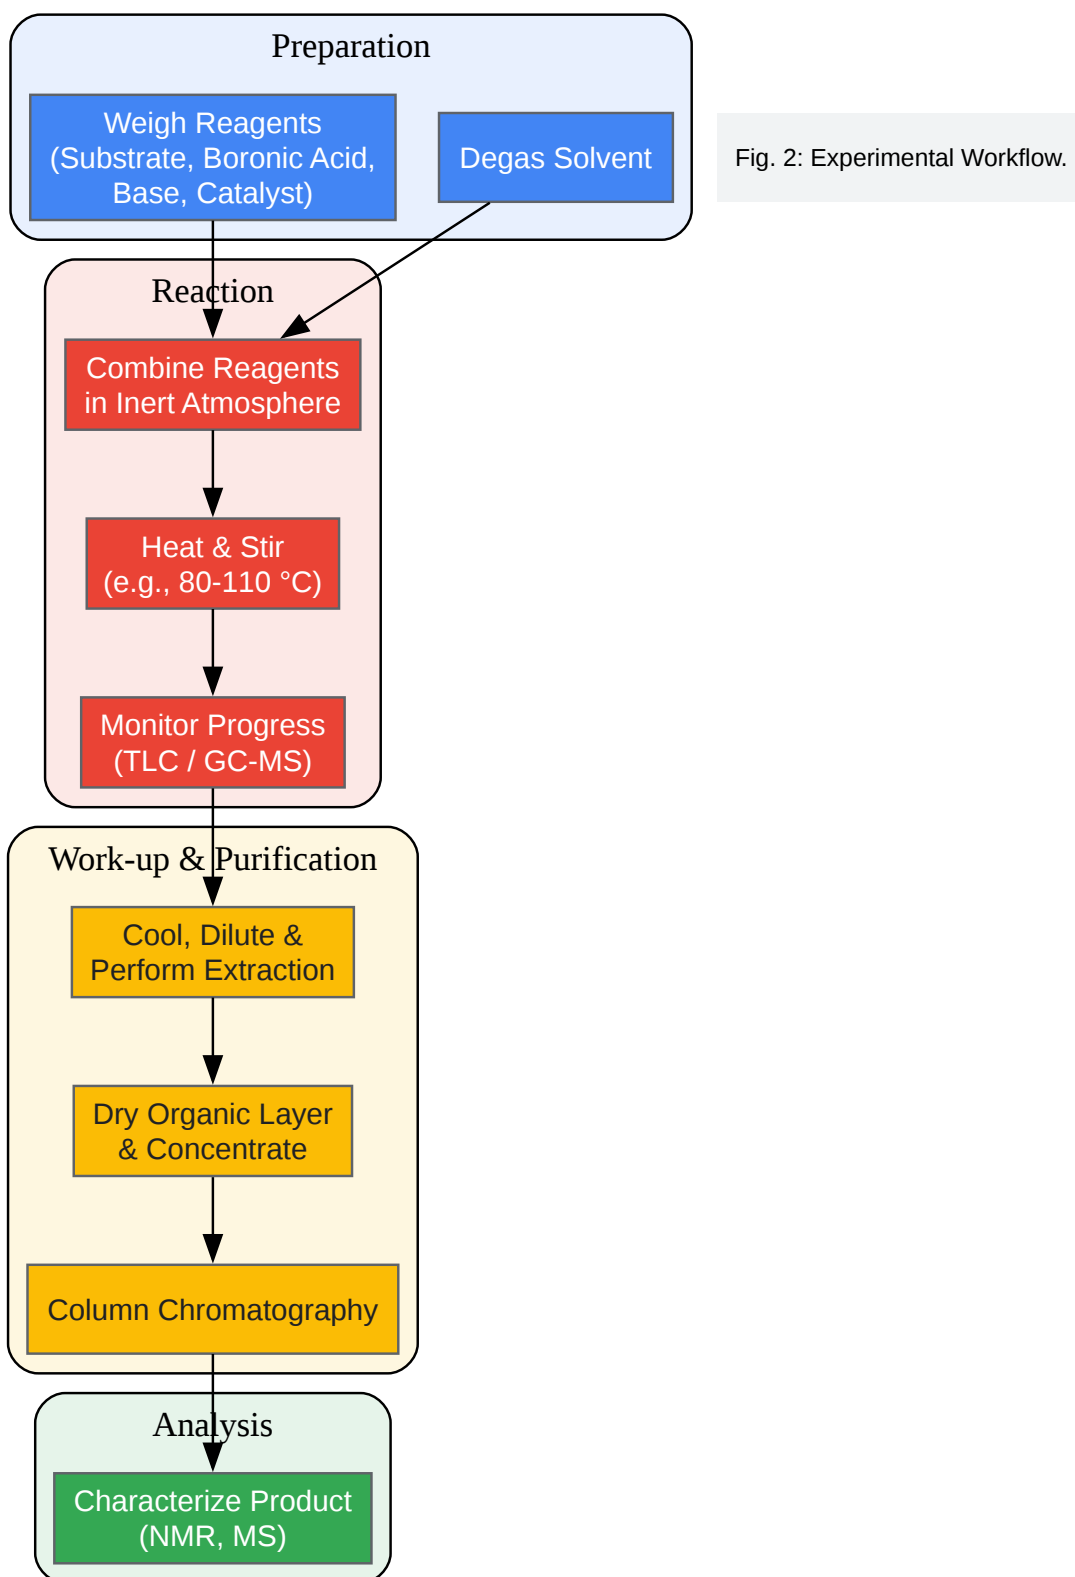 Preparation
Weigh Reagents
(Substrate, Boronic Acid,
Base, Catalyst)
Degas Solvent
Fig. 2: Experimental Workflow.
Reaction
Combine Reagents
in Inert Atmosphere
Heat & Stir
(e.g., 80-110 °C)
Monitor Progress
(TLC / GC-MS)
Work-up & Purification
Cool, Dilute &
Perform Extraction
Dry Organic Layer
& Concentrate
Column Chromatography
Analysis
Characterize Product
(NMR, MS)